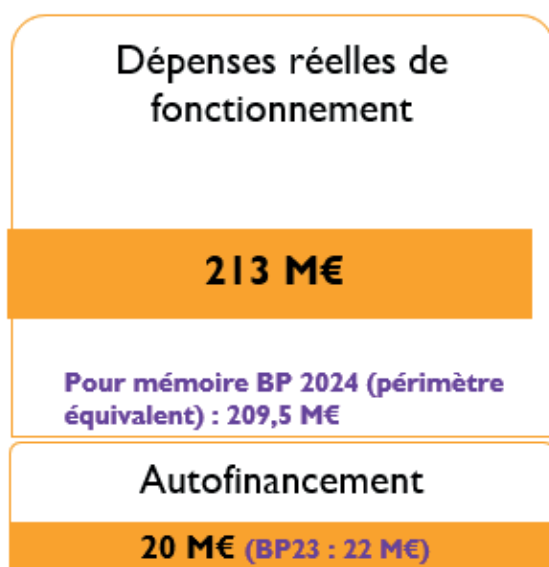 Dépenses réelles de
fonctionnement
213 M€
Pour mémoire BP 2024 (périmètre
équivalent) : 209,5 M€
Autofinancement
20 M€ (BP23 : 22 M€)